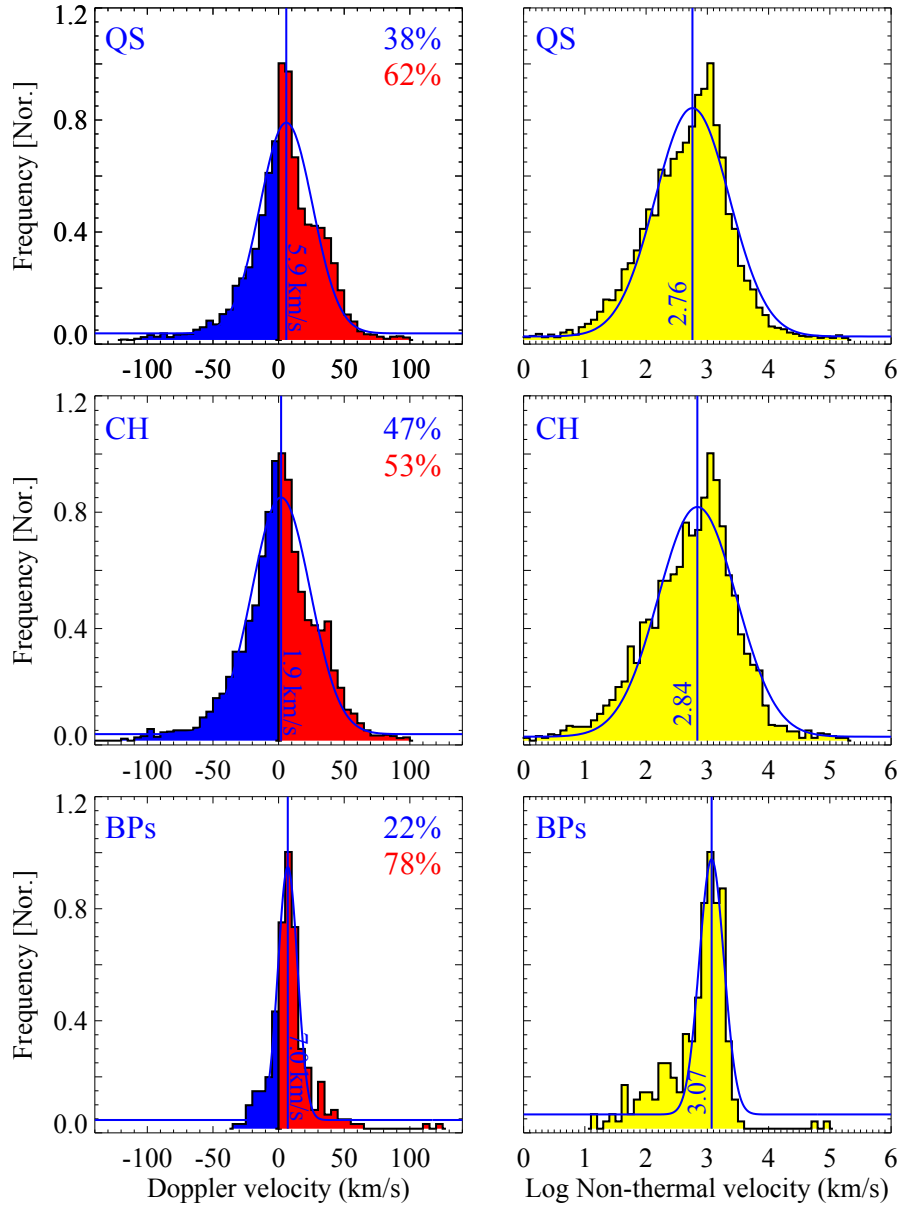 1.2
QS
38%
62%
Frequency [Nor.]
0.8
0.4
0.0
5.9 km/s
-100 -50 0 50 100
QS
2.76
0 1 2 3 4 5 6
1.2
CH
47%
53%
Frequency [Nor.]
0.8
0.4
0.0
1.9 km/s
-100 -50 0 50 100
CH
2.84
0 1 2 3 4 5 6
1.2
BPs
22%
78%
Frequency [Nor.]
0.8
0.4
0.0
7.0 km/s
-100 -50 0 50 100
Doppler velocity (km/s)
BPs
3.07
0 1 2 3 4 5 6
Log Non-thermal velocity (km/s)